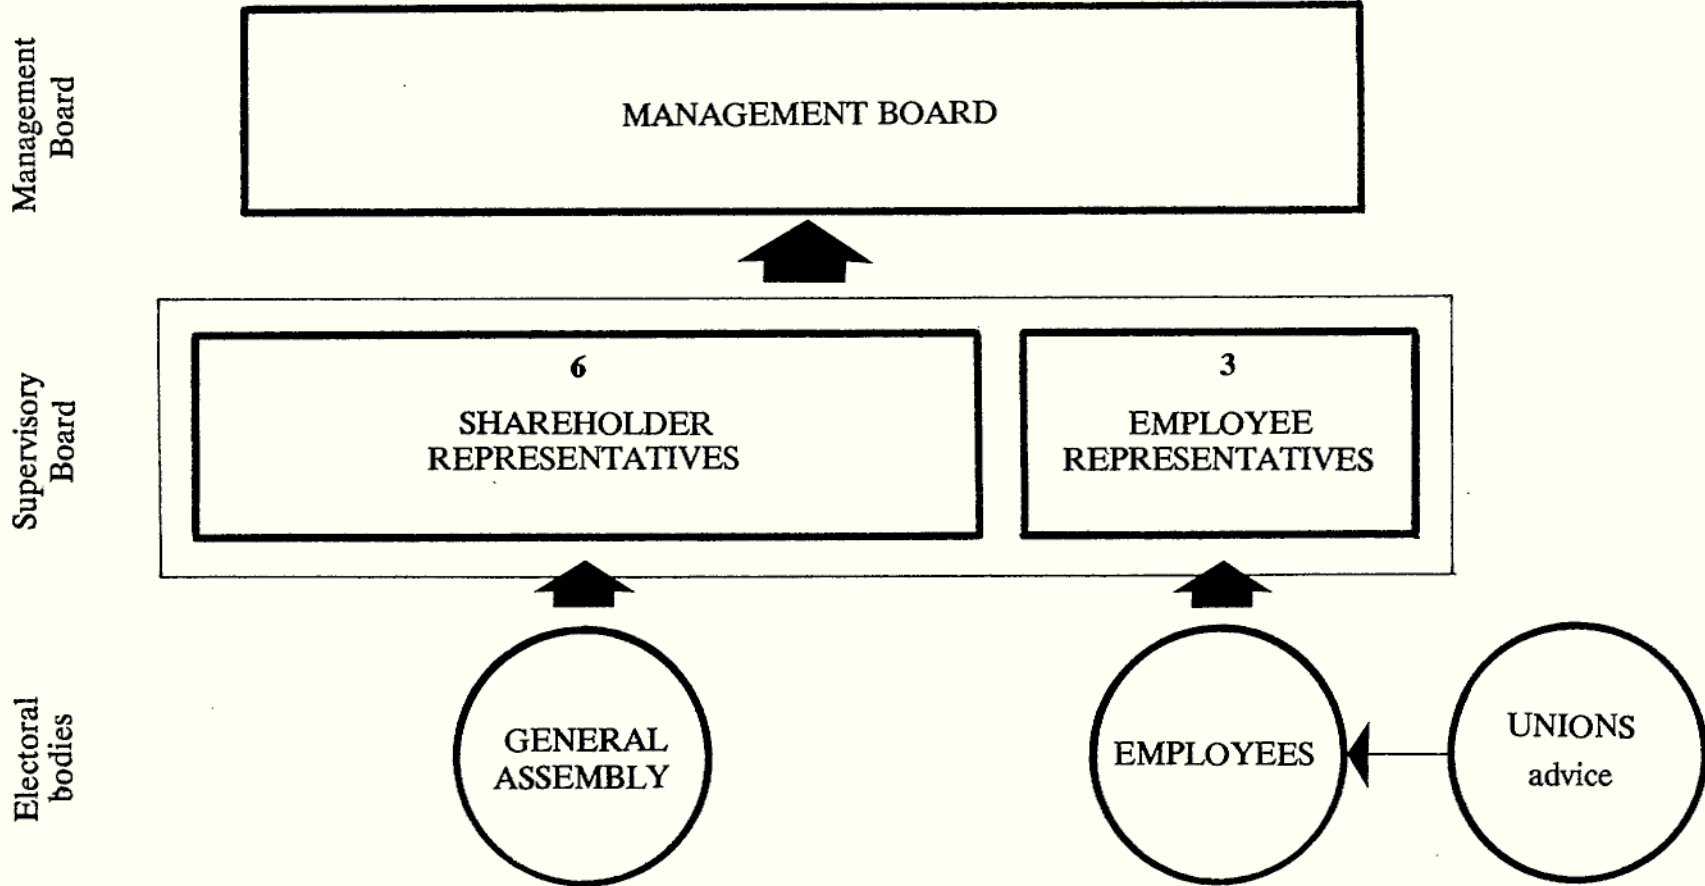 Management
Board
MANAGEMENT BOARD
Supervisory
Board
6
SHAREHOLDER
REPRESENTATIVES
3
EMPLOYEE
REPRESENTATIVES
Electoral
bodies
GENERAL
ASSEMBLY
EMPLOYEES
UNIONS
advice